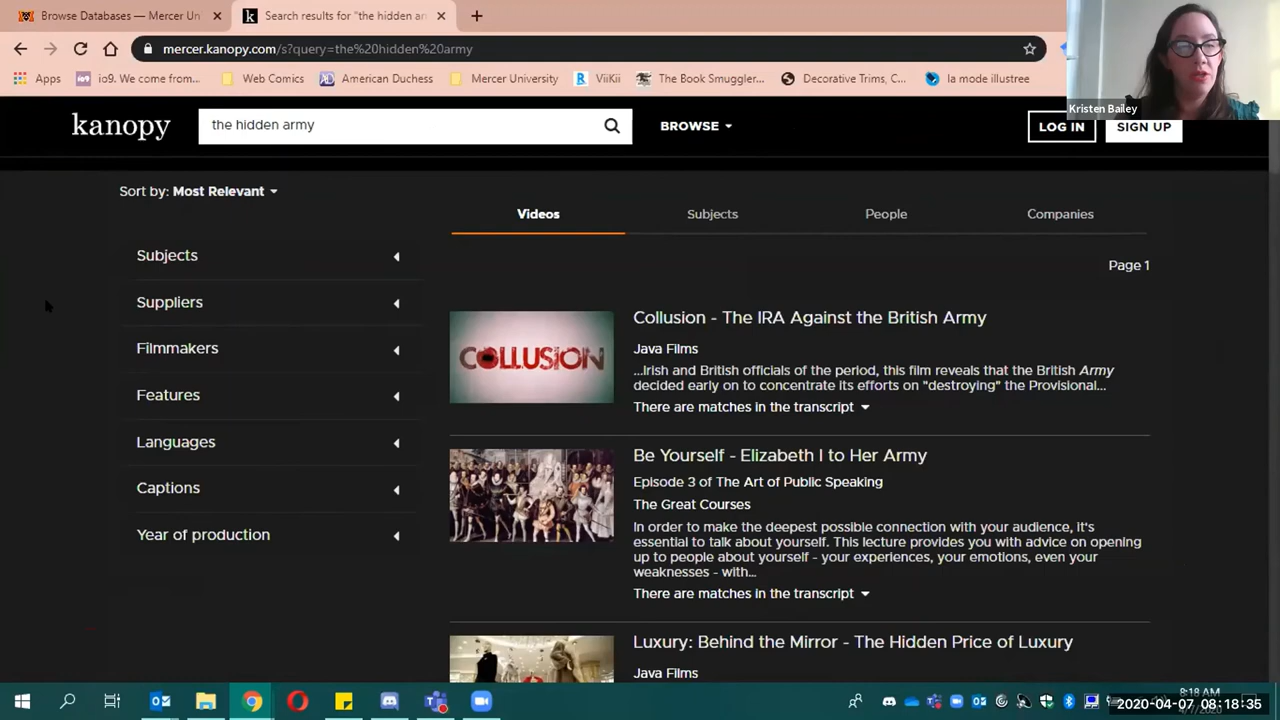 Browse Databases — Mercer Un
Search results for "the hidden ar
mercer.kanopy.com/s?query=the%20hidden%20army
Apps
io9. We come from...
Web Comics
American Duchess
Mercer University
ViiKii
The Book Smuggler...
Decorative Trims, C...
la mode illustree
Kristen Bailey
kanopy
the hidden army
BROWSE
LOG IN
SIGN UP
Sort by: Most Relevant
Videos
Subjects
People
Companies
Page 1
Subjects
Suppliers
Filmmakers
Features
Languages
Captions
Year of production
COLLUSION
Collusion - The IRA Against the British Army
Java Films
...Irish and British officials of the period, this film reveals that the British Army
decided early on to concentrate its efforts on "destroying" the Provisional...
There are matches in the transcript
Be Yourself - Elizabeth I to Her Army
Episode 3 of The Art of Public Speaking
The Great Courses
In order to make the deepest possible connection with your audience, it's
essential to talk about yourself. This lecture provides you with advice on opening
up to people about yourself - your experiences, your emotions, even your
weaknesses - with...
There are matches in the transcript
Luxury: Behind the Mirror - The Hidden Price of Luxury
Java Films
8:18 AM
2020-04-07 08:18:35